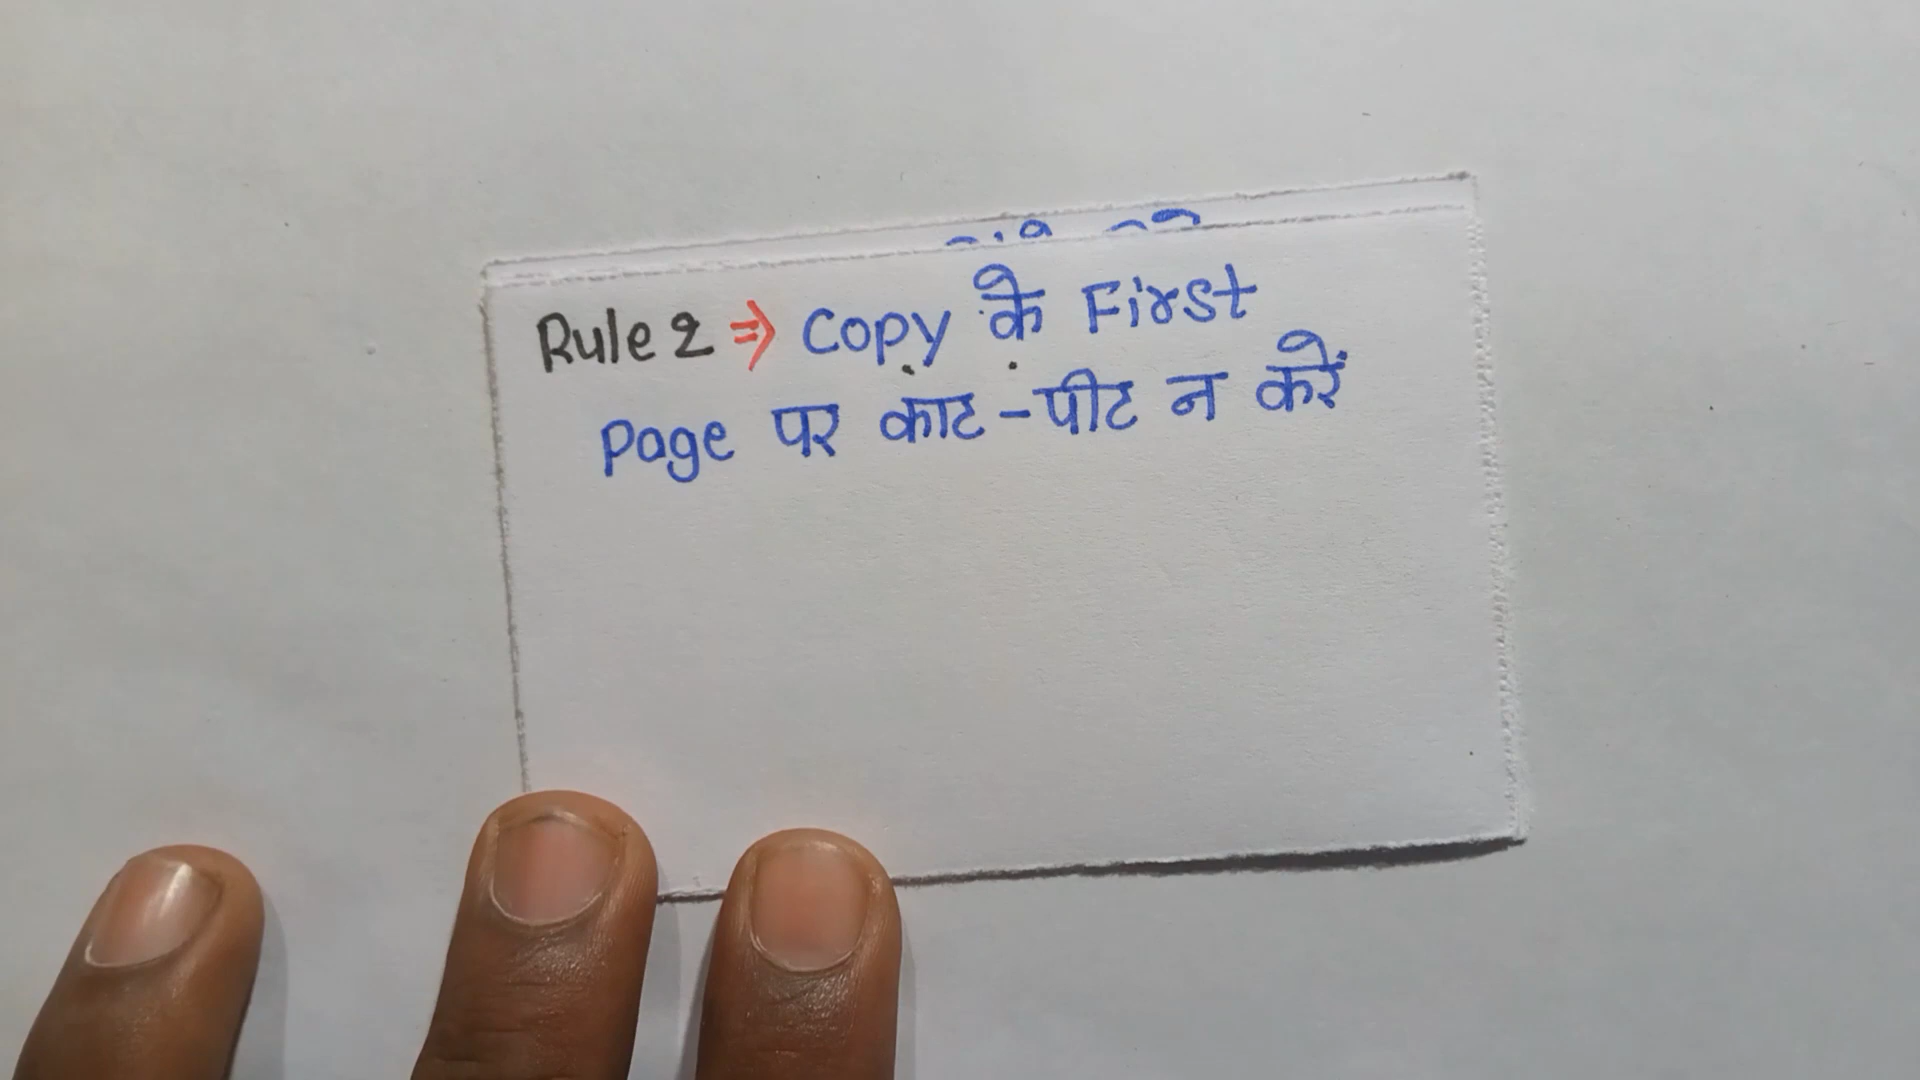 Rule 2 ⇒ Copy के First
Page पर काट-पीट न करें